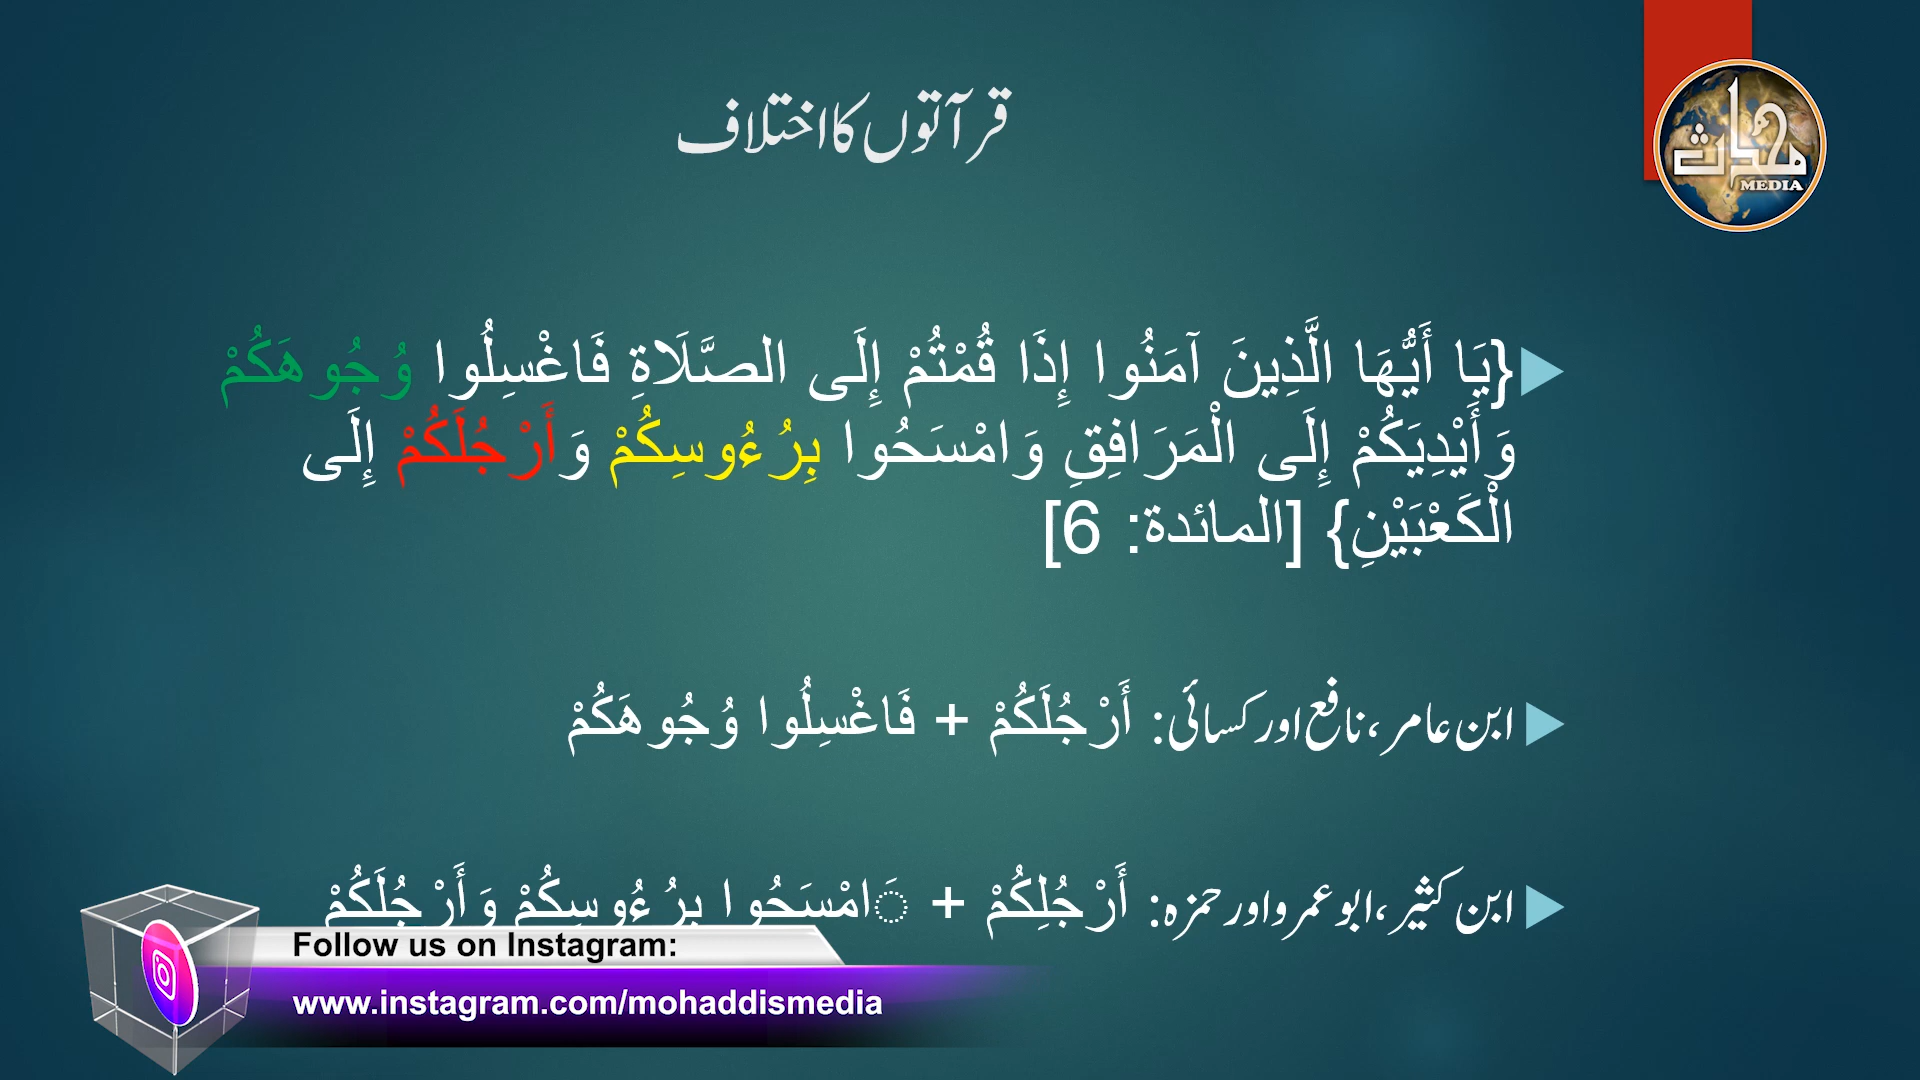 قرآتوں کا اختلاف
محدث
MEDIA
{يَا أَيُّهَا الَّذِينَ آمَنُوا إِذَا قُمْتُمْ إِلَى الصَّلَاةِ فَاغْسِلُوا وُجُوهَكُمْ
وَأَيْدِيَكُمْ إِلَى الْمَرَافِقِ وَامْسَحُوا بِرُءُوسِكُمْ وَأَرْجُلَكُمْ إِلَى
الْكَعْبَيْنِ} [المائدة: 6]
ابن عامر، نافع اور کسائی: أَرْجُلَكُمْ + فَاغْسِلُوا وُجُوهَكُمْ
ابن کثیر، ابو عمرو اور حمزہ: أَرْجُلِكُمْ + َامْسَحُوا بِرُءُوسِكُمْ وَأَرْجُلَكُمْ
Follow us on Instagram:
www.instagram.com/mohaddismedia